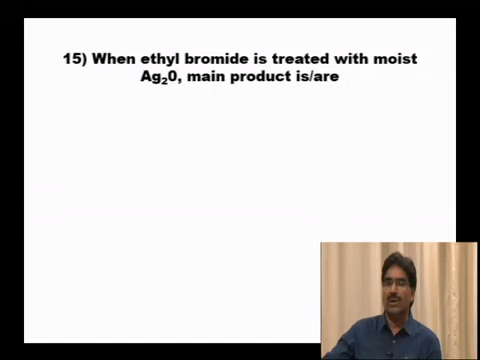 15) When ethyl bromide is treated with moist
Ag₂0, main product is/are